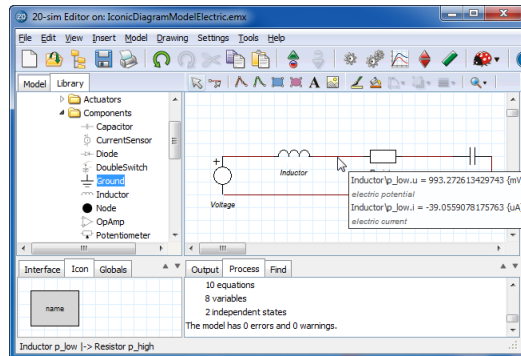 20-sim Editor on: IconicDiagramModelElectric.emx
File Edit View Insert Model Drawing Settings Tools Help
Model Library
Actuators
Components
Capacitor
CurrentSensor
Diode
DoubleSwitch
Ground
Inductor
Node
OpAmp
Potentiometer
Inductor
Voltage
Inductor\p_low.u = 993.272613429743 {mV
electric potential
Inductor\p_low.i = -39.0559078175763 {uA}
electric current
Interface Icon Globals
name
Output Process Find
10 equations
8 variables
2 independent states
The model has 0 errors and 0 warnings.
Inductor p_low |-> Resistor p_high